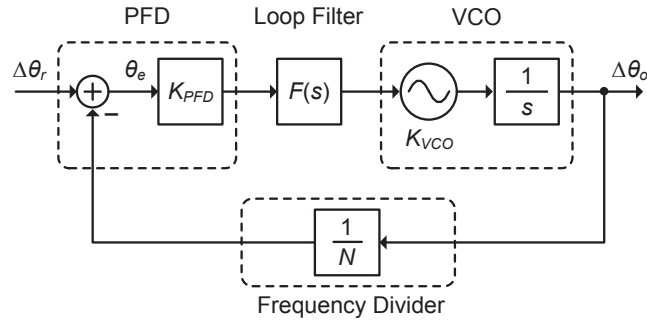 PFD
Loop Filter
VCO
Δθr
+
−
θe
KPFD
F(s)
KVCO
1
s
Δθo
1
N
Frequency Divider